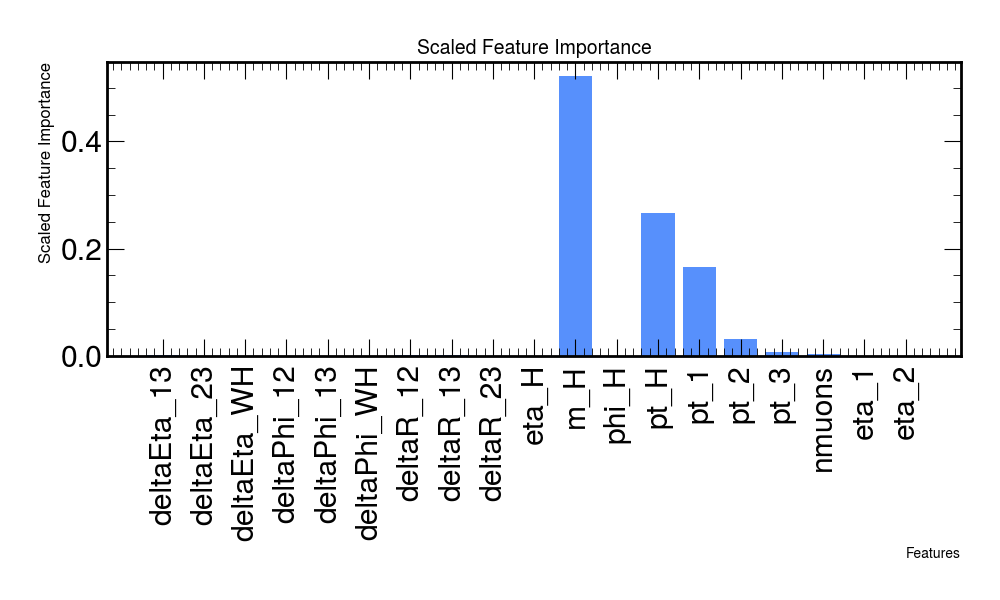 Scaled Feature Importance
Scaled Feature Importance
0.4
0.2
0.0
deltaEta_13
deltaEta_23
deltaEta_WH
deltaPhi_12
deltaPhi_13
deltaPhi_WH
deltaR_12
deltaR_13
deltaR_23
eta_H
m_H
phi_H
pt_H
pt_1
pt_2
pt_3
nmuons
eta_1
eta_2
Features